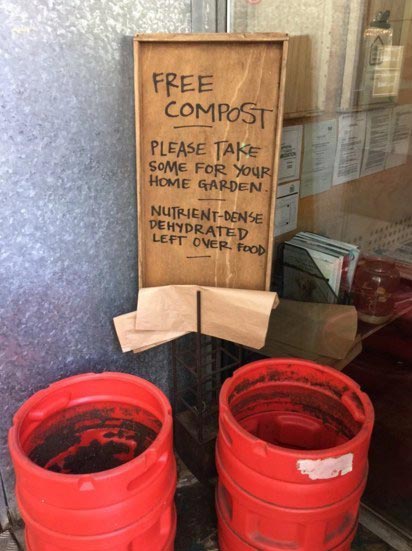 FREE
COMPOST
PLEASE TAKE
SOME FOR YOUR
HOME GARDEN.
NUTRIENT-DENSE
DEHYDRATED
LEFT OVER FOOD